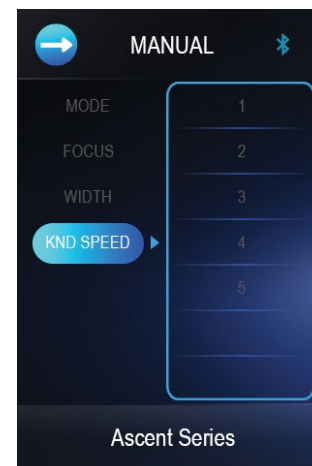 MANUAL
MODE
FOCUS
WIDTH
KND SPEED
1
2
3
4
5
Ascent Series